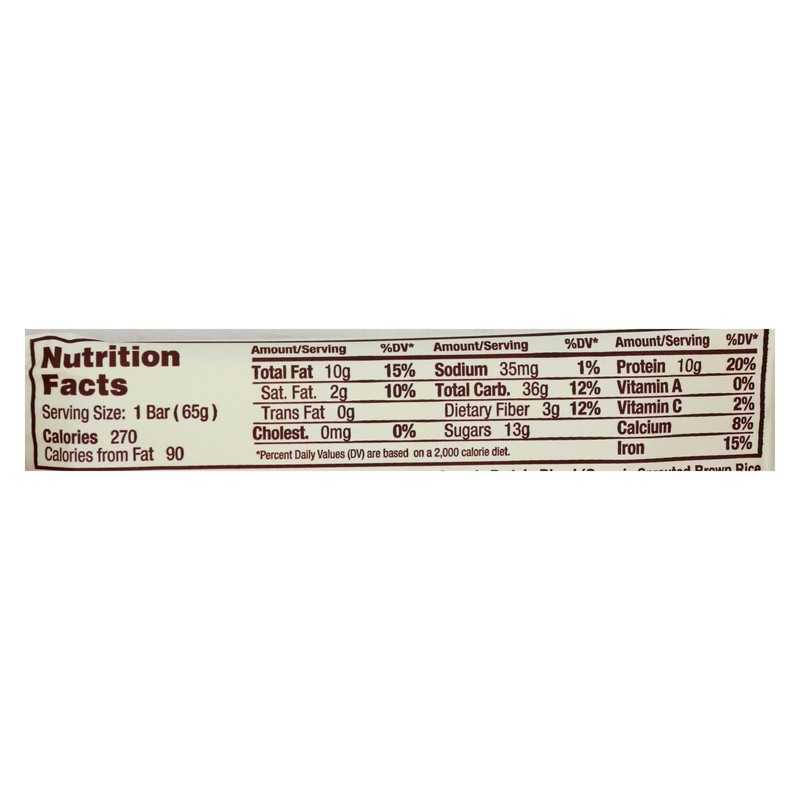 Nutrition
Facts
Serving Size: 1 Bar (65g)
Calories 270
Calories from Fat 90
Amount/Serving %DV*
Total Fat 10g 15%
Sat. Fat. 2g 10%
Trans Fat 0g
Cholest. 0mg 0%
Amount/Serving %DV*
Sodium 35mg 1%
Total Carb. 36g 12%
Dietary Fiber 3g 12%
Sugars 13g
*Percent Daily Values (DV) are based on a 2,000 calorie diet.
Amount/Serving %DV*
Protein 10g 20%
Vitamin A 0%
Vitamin C 2%
Calcium 8%
Iron 15%
Sprouted Brown Rice